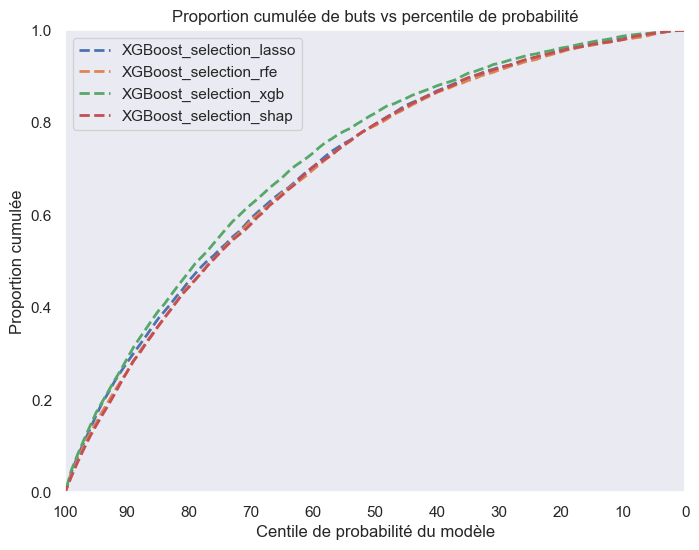 Proportion cumulée de buts vs percentile de probabilité
XGBoost_selection_lasso
XGBoost_selection_rfe
XGBoost_selection_xgb
XGBoost_selection_shap
Proportion cumulée
1.0
0.8
0.6
0.4
0.2
0.0
100 90 80 70 60 50 40 30 20 10 0
Centile de probabilité du modèle